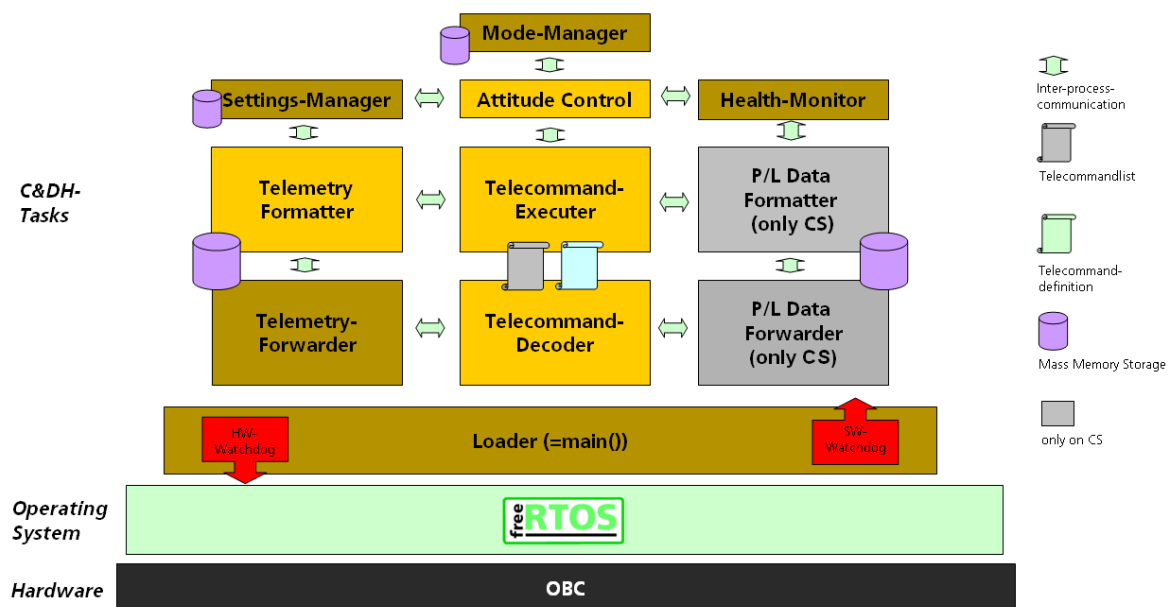 Mode-Manager
Settings-Manager
Attitude Control
Health-Monitor
Inter-process-
communication
C&DH-
Tasks
Telemetry
Formatter
Telecommand-
Executer
P/L Data
Formatter
(only CS)
Telecommandlist
Telecommand-
definition
Telemetry-
Forwarder
Telecommand-
Decoder
P/L Data
Forwarder
(only CS)
Mass Memory Storage
only on CS
HW-
Watchdog
Loader (=main())
SW-
Watchdog
Operating
System
free RTOS
Hardware
OBC